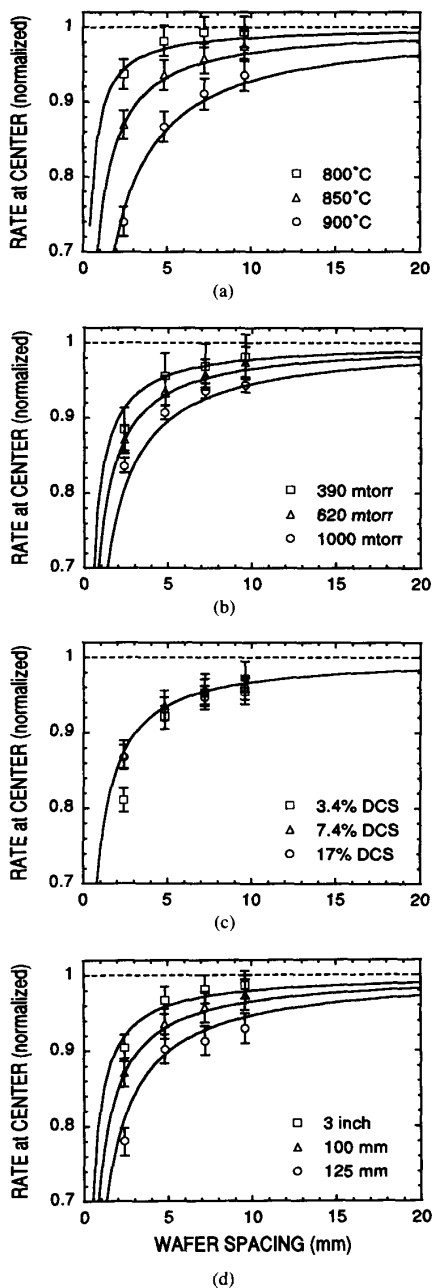 RATE at CENTER (normalized)
1
0.9
0.8
0.7
0 5 10 15 20
800°C
850°C
900°C
(a)
RATE at CENTER (normalized)
1
0.9
0.8
0.7
0 5 10 15 20
390 mtorr
620 mtorr
1000 mtorr
(b)
RATE at CENTER (normalized)
1
0.9
0.8
0.7
0 5 10 15 20
3.4% DCS
7.4% DCS
17% DCS
(c)
RATE at CENTER (normalized)
1
0.9
0.8
0.7
0 5 10 15 20
3 inch
100 mm
125 mm
WAFER SPACING (mm)
(d)